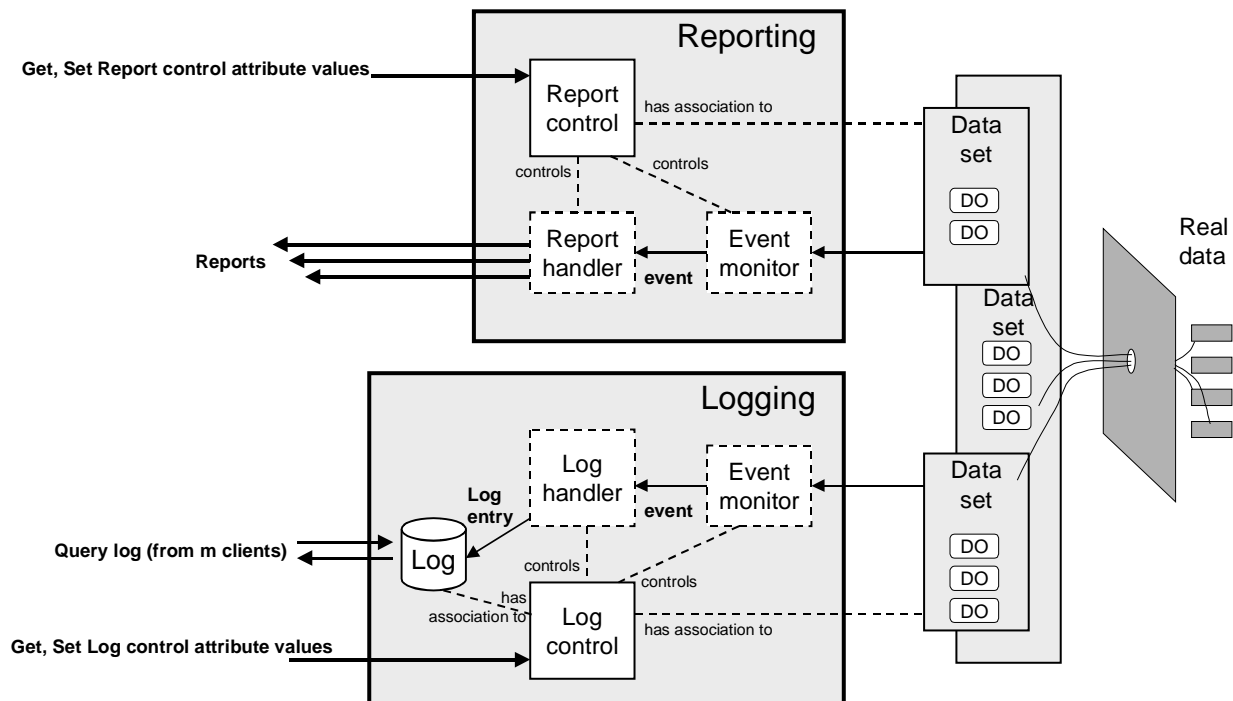 Reporting
Get, Set Report control attribute values
Report
control
has association to
controls
controls
Data
set
DO
DO
Reports
Report
handler
event
Event
monitor
Real
data
Data
set
DO
DO
DO
Logging
Log
handler
event
Event
monitor
Log
entry
Data
set
DO
DO
DO
Query log (from m clients)
Log
controls
controls
has
association to
Log
control
has association to
Get, Set Log control attribute values